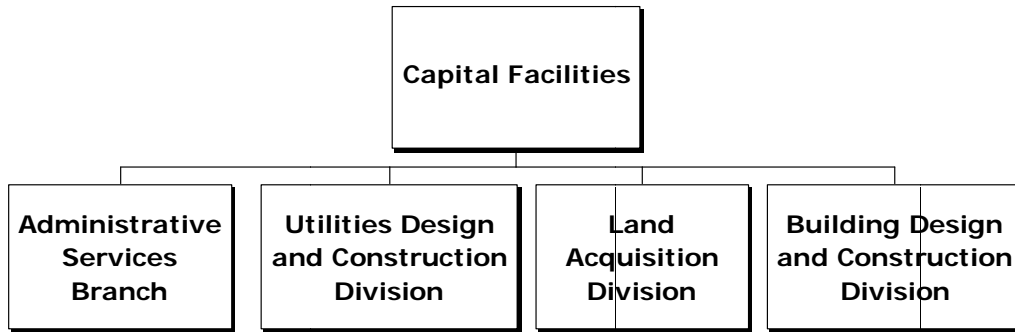 Capital Facilities
Administrative
Services
Branch
Utilities Design
and Construction
Division
Land
Acquisition
Division
Building Design
and Construction
Division